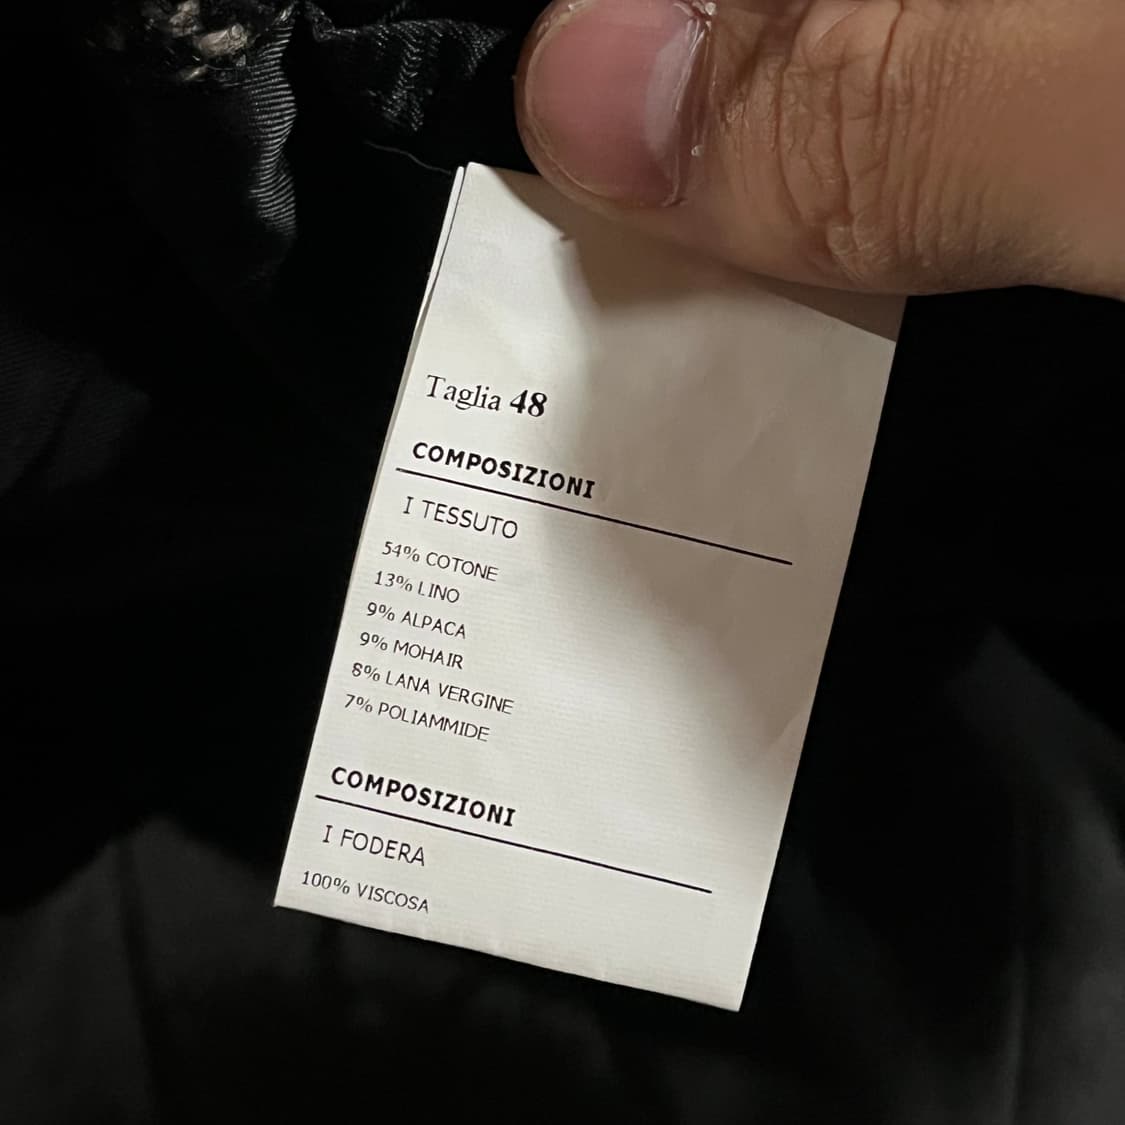 Taglia 48
COMPOSIZIONI
I TESSUTO
54% COTONE
13% LINO
9% ALPACA
9% MOHAIR
8% LANA VERGINE
7% POLIAMMIDE
COMPOSIZIONI
I FODERA
100% VISCOSA